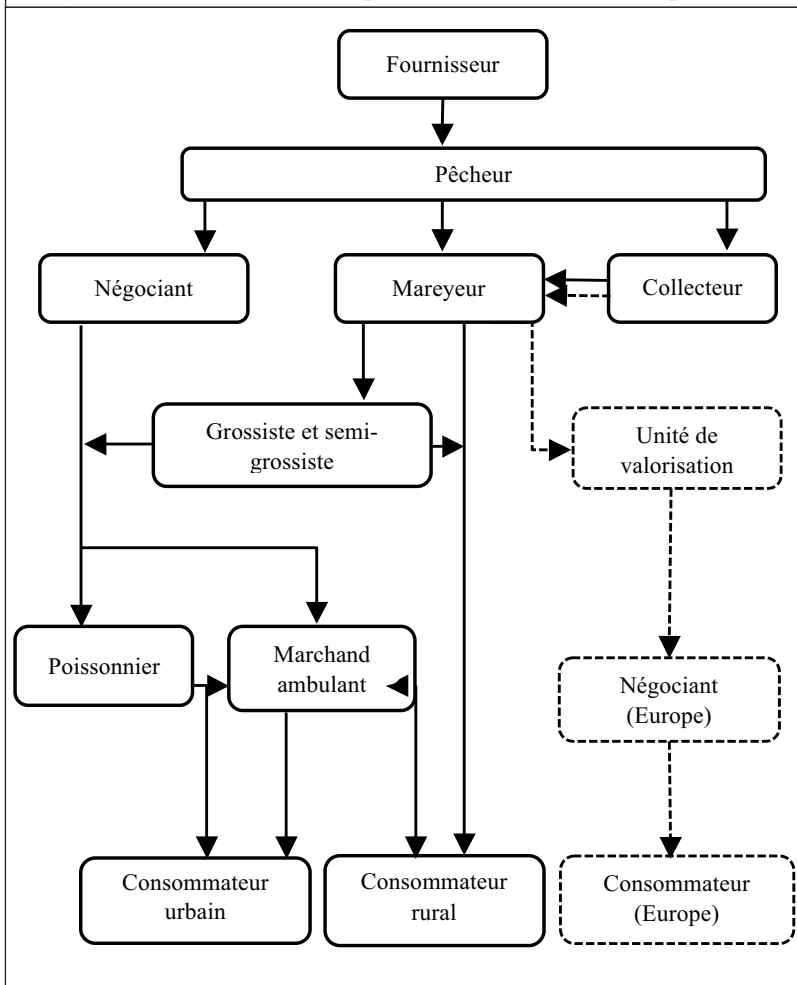 Fournisseur
Pêcheur
Négociant
Mareyeur
Collecteur
Grossiste et semi-
grossiste
Unité de
valorisation
Poissonnier
Marchand
ambulant
Négociant
(Europe)
Consommateur
urbain
Consommateur
rural
Consommateur
(Europe)